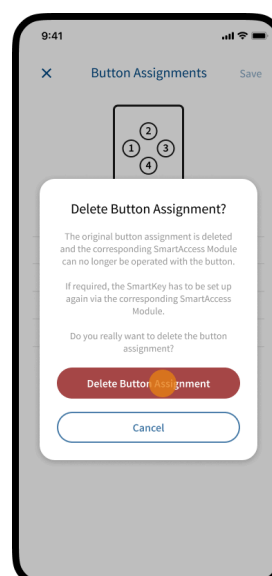 9:41
Button Assignments Save
2
1 3
4
Delete Button Assignment?
The original button assignment is deleted
and the corresponding SmartAccess Module
can no longer be operated with the button.
If required, the SmartKey has to be set up
again via the corresponding SmartAccess
Module.
Do you really want to delete the button
assignment?
Delete Button Assignment
Cancel